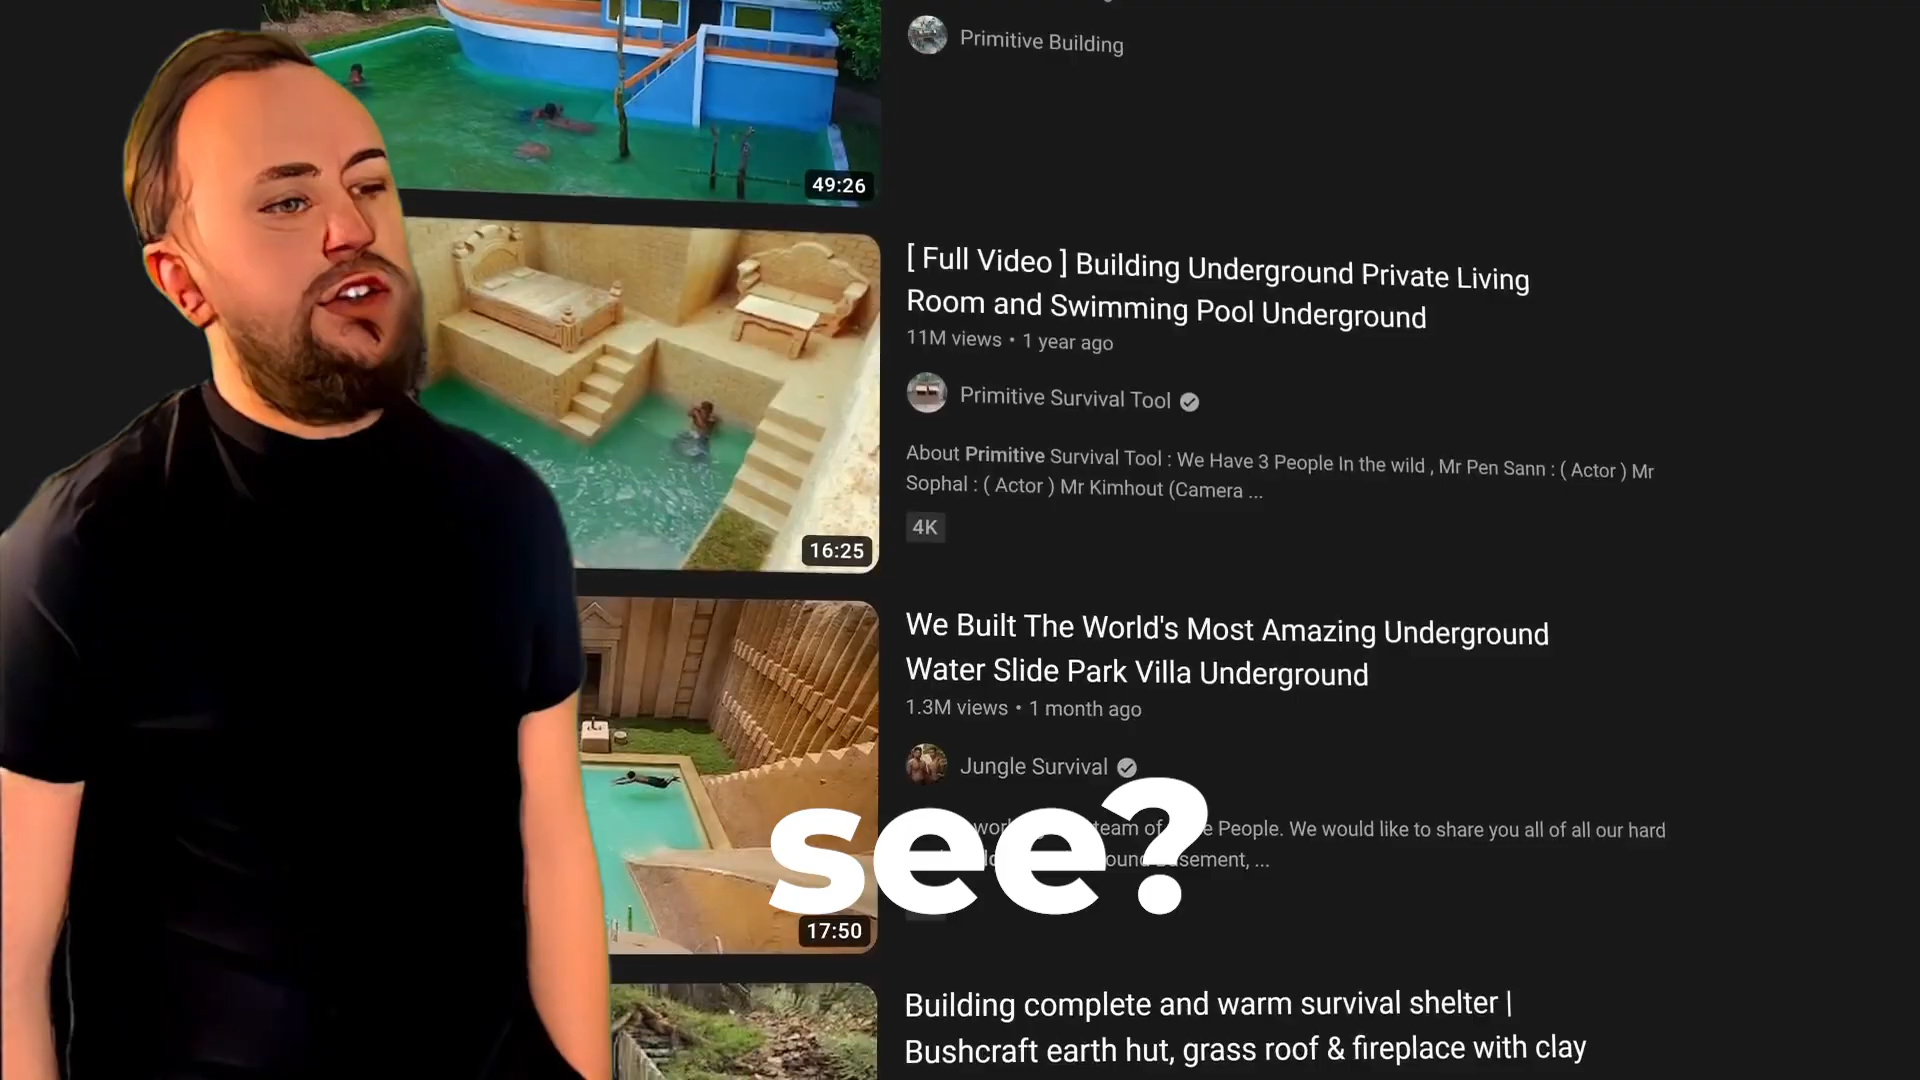 Primitive Building
49:26
[ Full Video ] Building Underground Private Living
Room and Swimming Pool Underground
11M views • 1 year ago
Primitive Survival Tool
About Primitive Survival Tool : We Have 3 People In the wild , Mr Pen Sann : ( Actor ) Mr
Sophal : ( Actor ) Mr Kimhout (Camera ...
4K
16:25
We Built The World's Most Amazing Underground
Water Slide Park Villa Underground
1.3M views • 1 month ago
Jungle Survival
team of People. We would like to share you all of all our hard
...
see?
17:50
Building complete and warm survival shelter |
Bushcraft earth hut, grass roof & fireplace with clay